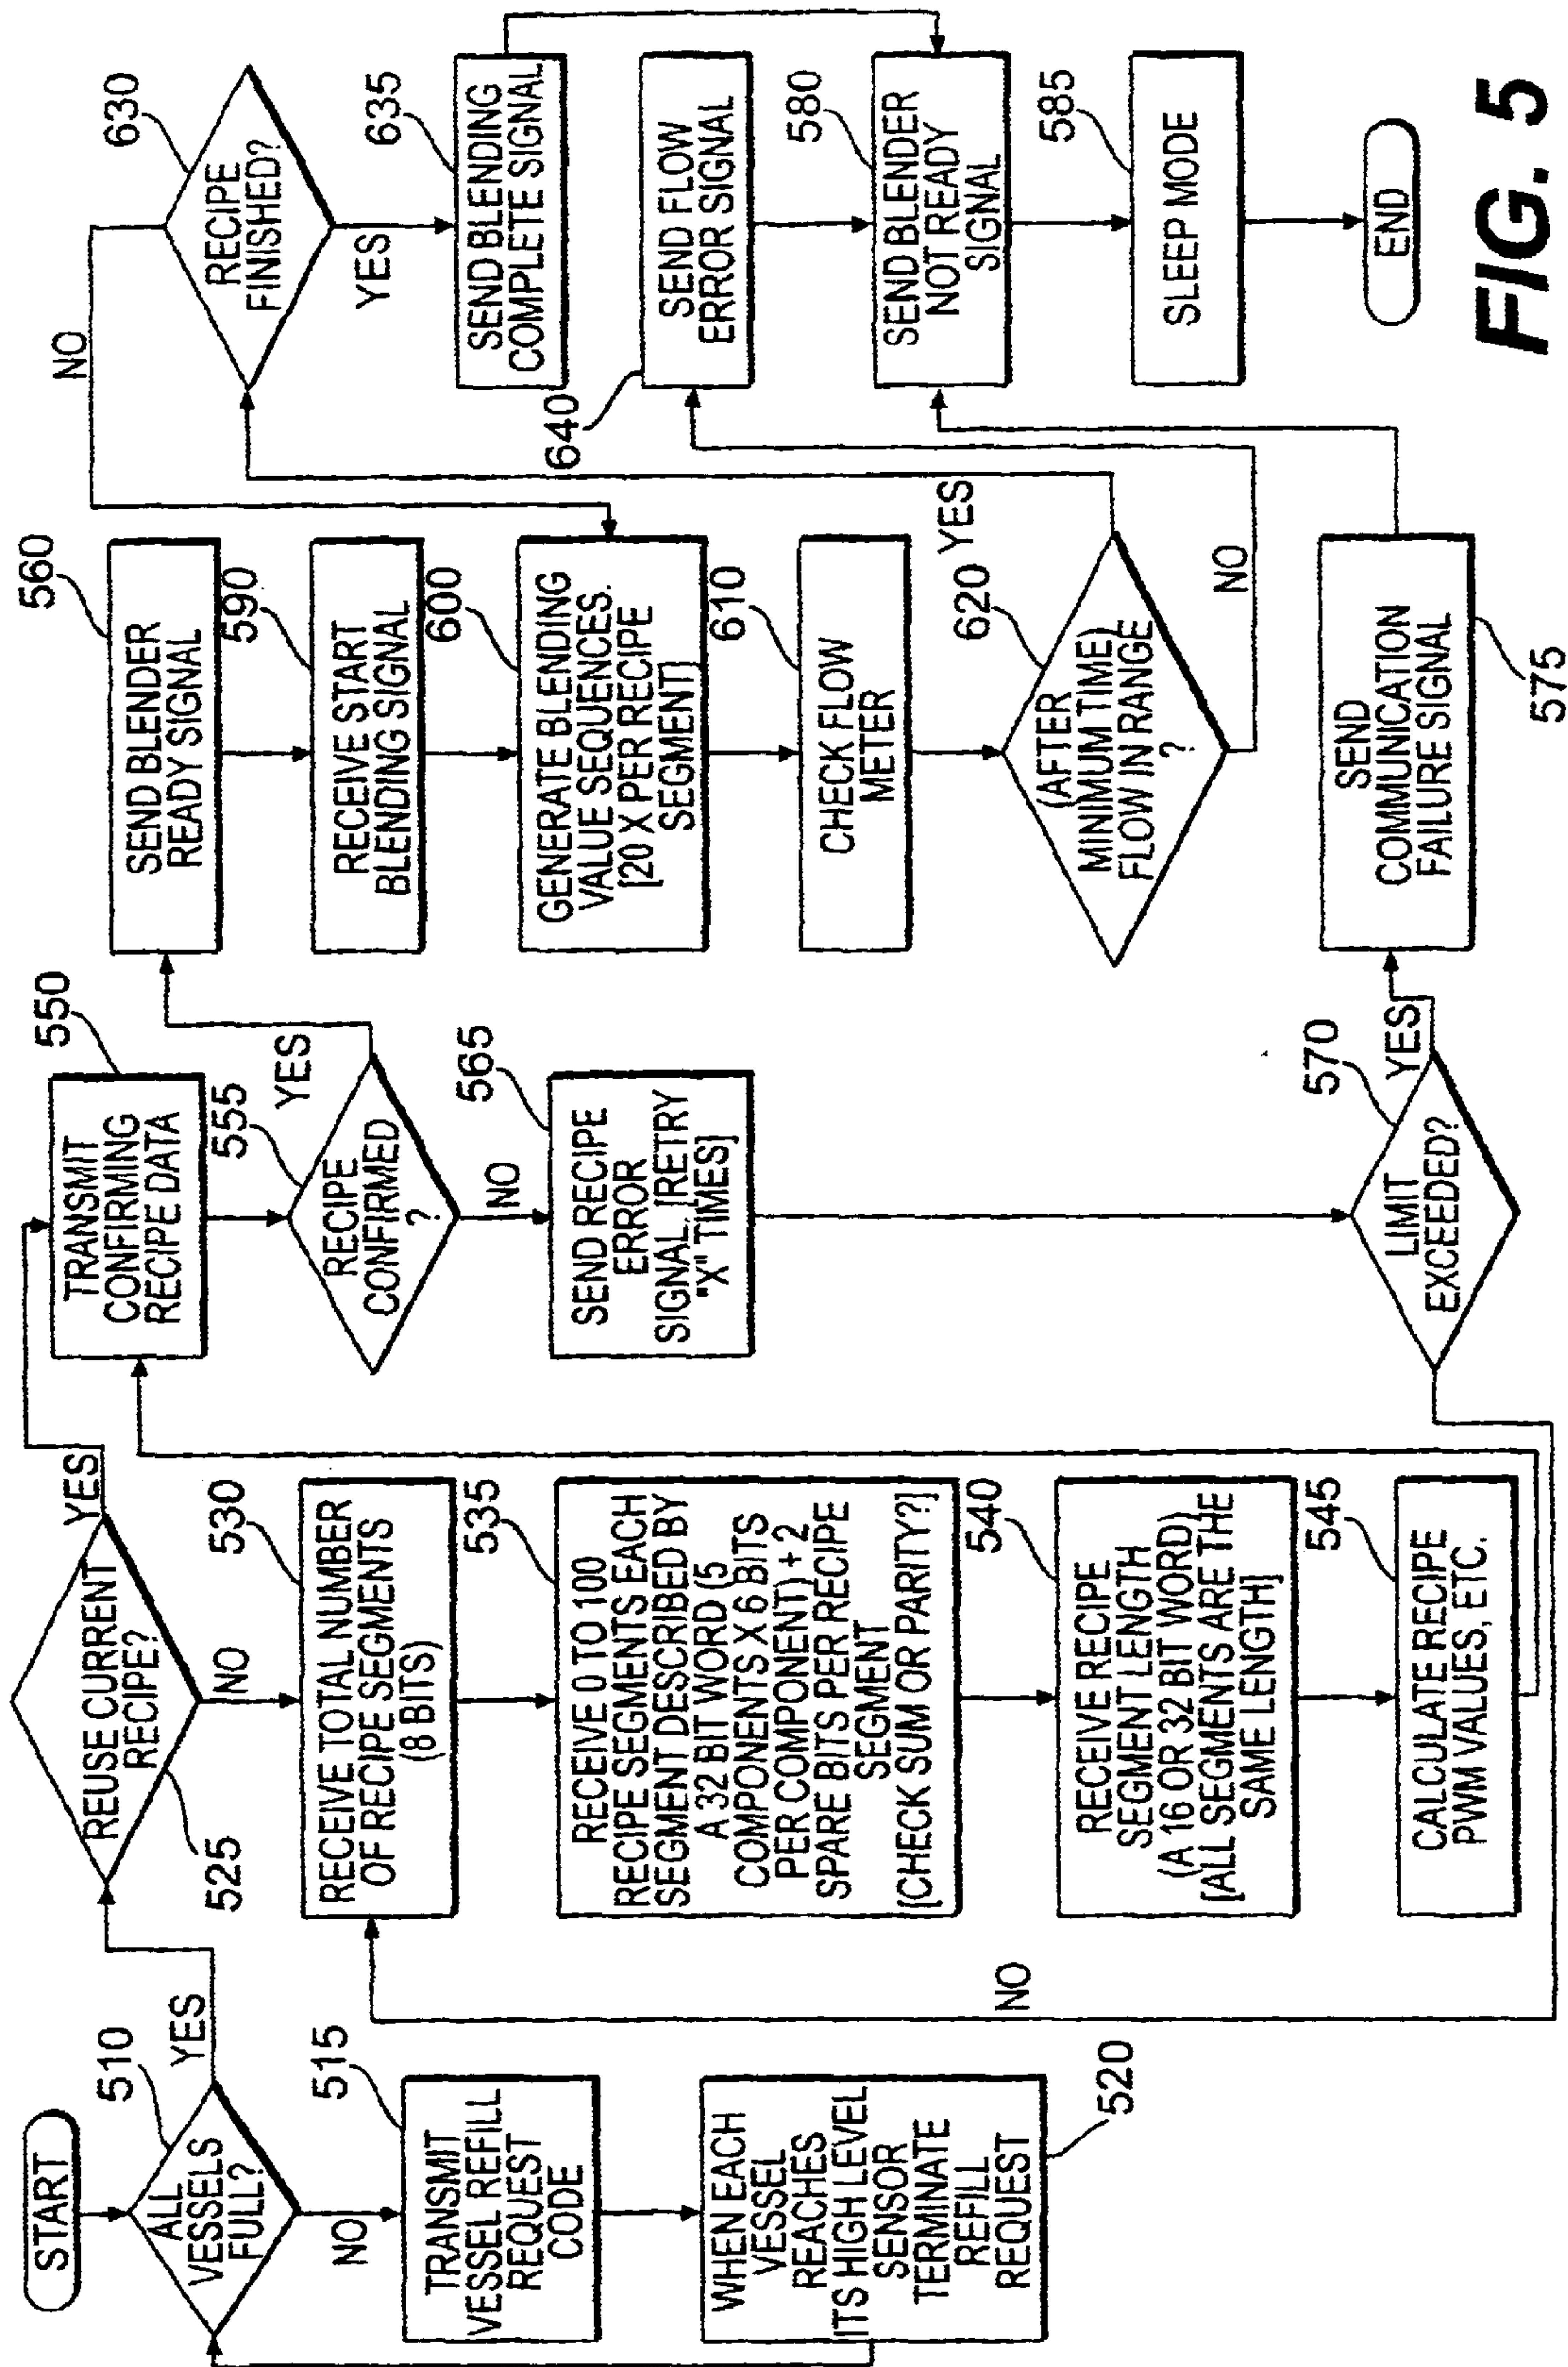 START
ALL
VESSELS
FULL?
510
YES
NO
TRANSMIT
VESSEL REFILL
REQUEST
CODE
515
WHEN EACH
VESSEL
REACHES
ITS HIGH LEVEL
SENSOR
TERMINATE
REFILL
REQUEST
520
REUSE CURRENT
RECIPE?
525
YES
NO
RECEIVE TOTAL NUMBER
OF RECIPE SEGMENTS
(8 BITS)
530
RECEIVE 0 TO 100
RECIPE SEGMENTS EACH
SEGMENT DESCRIBED BY
A 32 BIT WORD (5
COMPONENTS X 6 BITS
PER COMPONENT) + 2
SPARE BITS PER RECIPE
SEGMENT
[CHECK SUM OR PARITY?]
535
RECEIVE RECIPE
SEGMENT LENGTH
(A 16 OR 32 BIT WORD)
[ALL SEGMENTS ARE THE
SAME LENGTH]
540
CALCULATE RECIPE
PWM VALUES, ETC.
545
NO
TRANSMIT
CONFIRMING
RECIPE DATA
550
RECIPE
CONFIRMED
?
555
YES
NO
SEND RECIPE
ERROR
SIGNAL. [RETRY
"X" TIMES]
565
LIMIT
EXCEEDED?
570
YES
SEND BLENDER
READY SIGNAL
560
RECEIVE START
BLENDING SIGNAL
590
GENERATE BLENDING
VALUE SEQUENCES.
[20 X PER RECIPE
SEGMENT]
600
CHECK FLOW
METER
610
(AFTER
MINIMUM TIME)
FLOW IN RANGE
?
620
YES
NO
SEND
COMMUNICATION
FAILURE SIGNAL
575
RECIPE
FINISHED?
630
NO
YES
SEND BLENDING
COMPLETE SIGNAL
635
SEND FLOW
ERROR SIGNAL
640
SEND BLENDER
NOT READY
SIGNAL
580
SLEEP MODE
585
END
FIG. 5